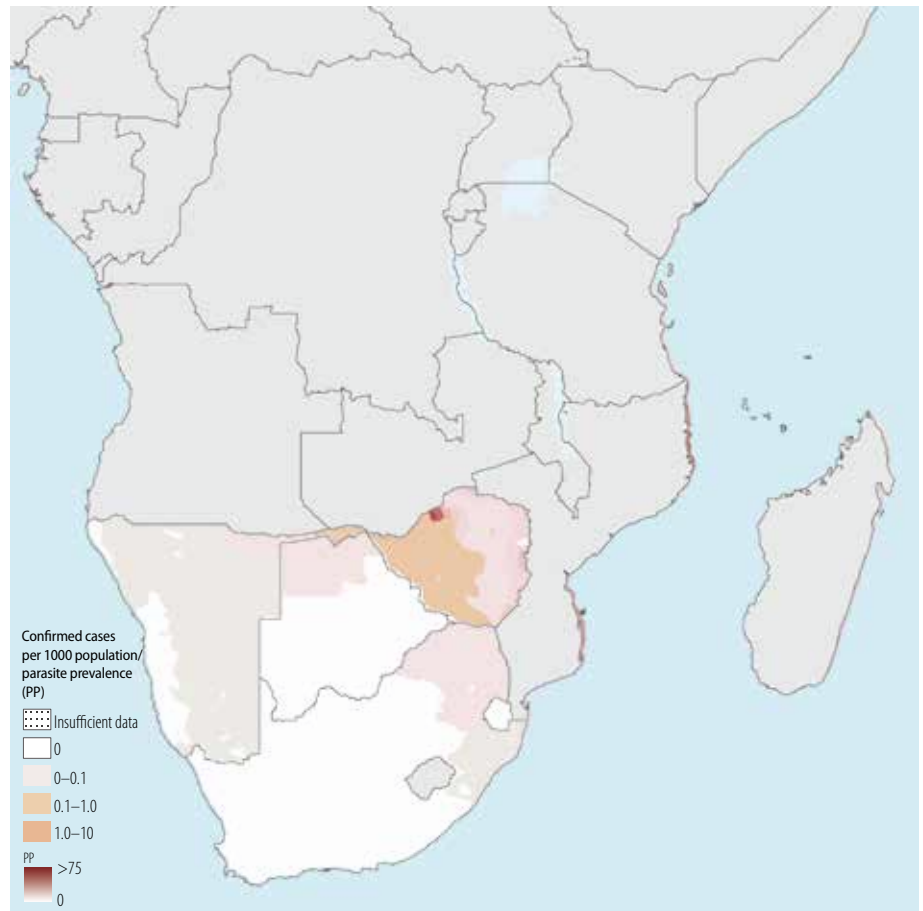 Confirmed cases
per 1000 population/
parasite prevalence
(PP)
Insufficient data
0
0–0.1
0.1–1.0
1.0–10
PP
>75
0